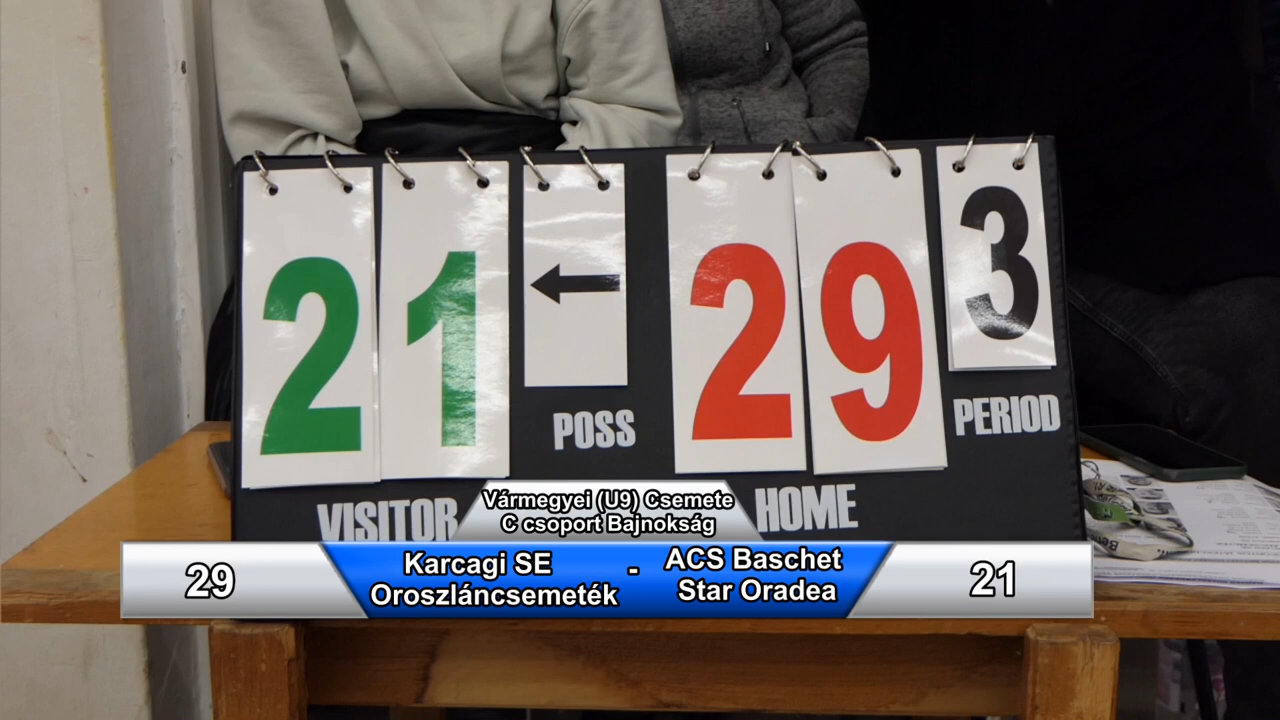 21 ← 29 3
POSS
PERIOD
VISITOR
HOME
Vármegyei (U9) Csemete
C csoport Bajnokság
29
Karcagi SE
Oroszláncsemeték
-
ACS Baschet
Star Oradea
21